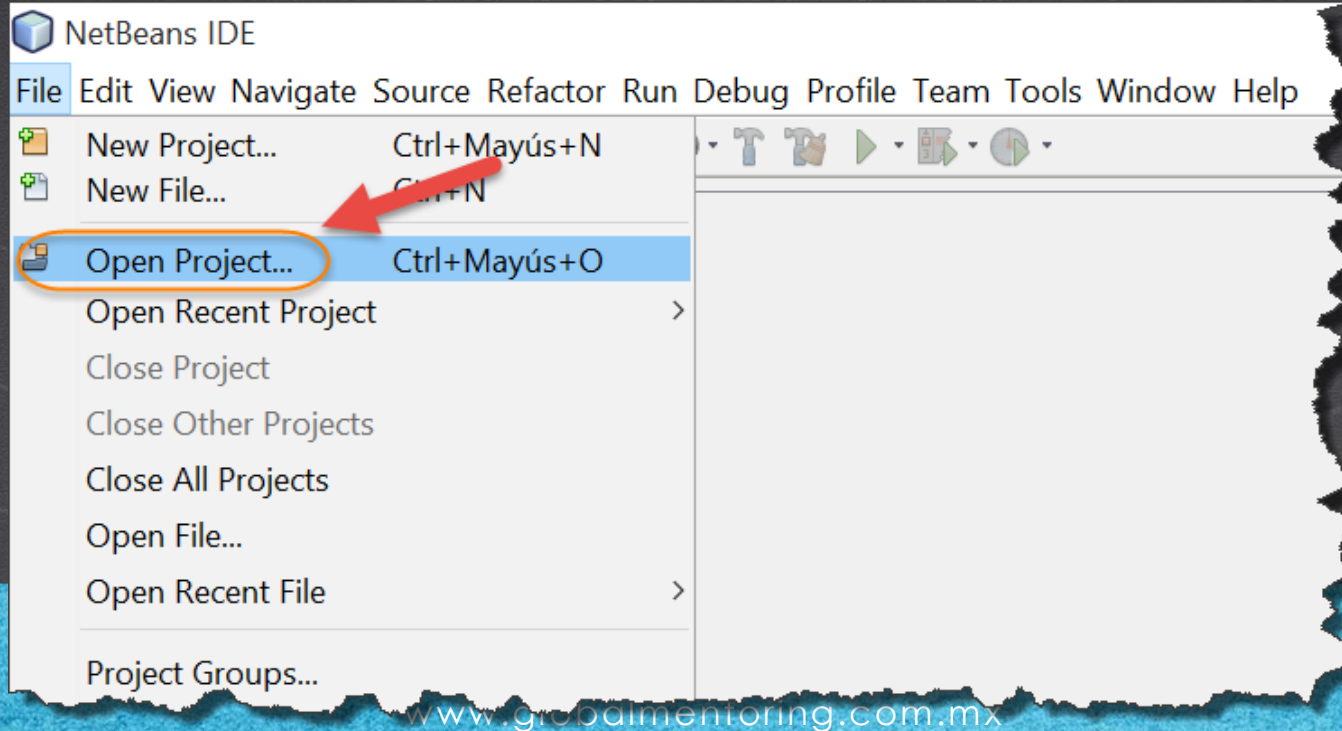 NetBeans IDE
File Edit View Navigate Source Refactor Run Debug Profile Team Tools Window Help
New Project... Ctrl+Mayús+N
New File... Ctrl+N
Open Project... Ctrl+Mayús+O
Open Recent Project
Close Project
Close Other Projects
Close All Projects
Open File...
Open Recent File
Project Groups...
www.globalmentoring.com.mx